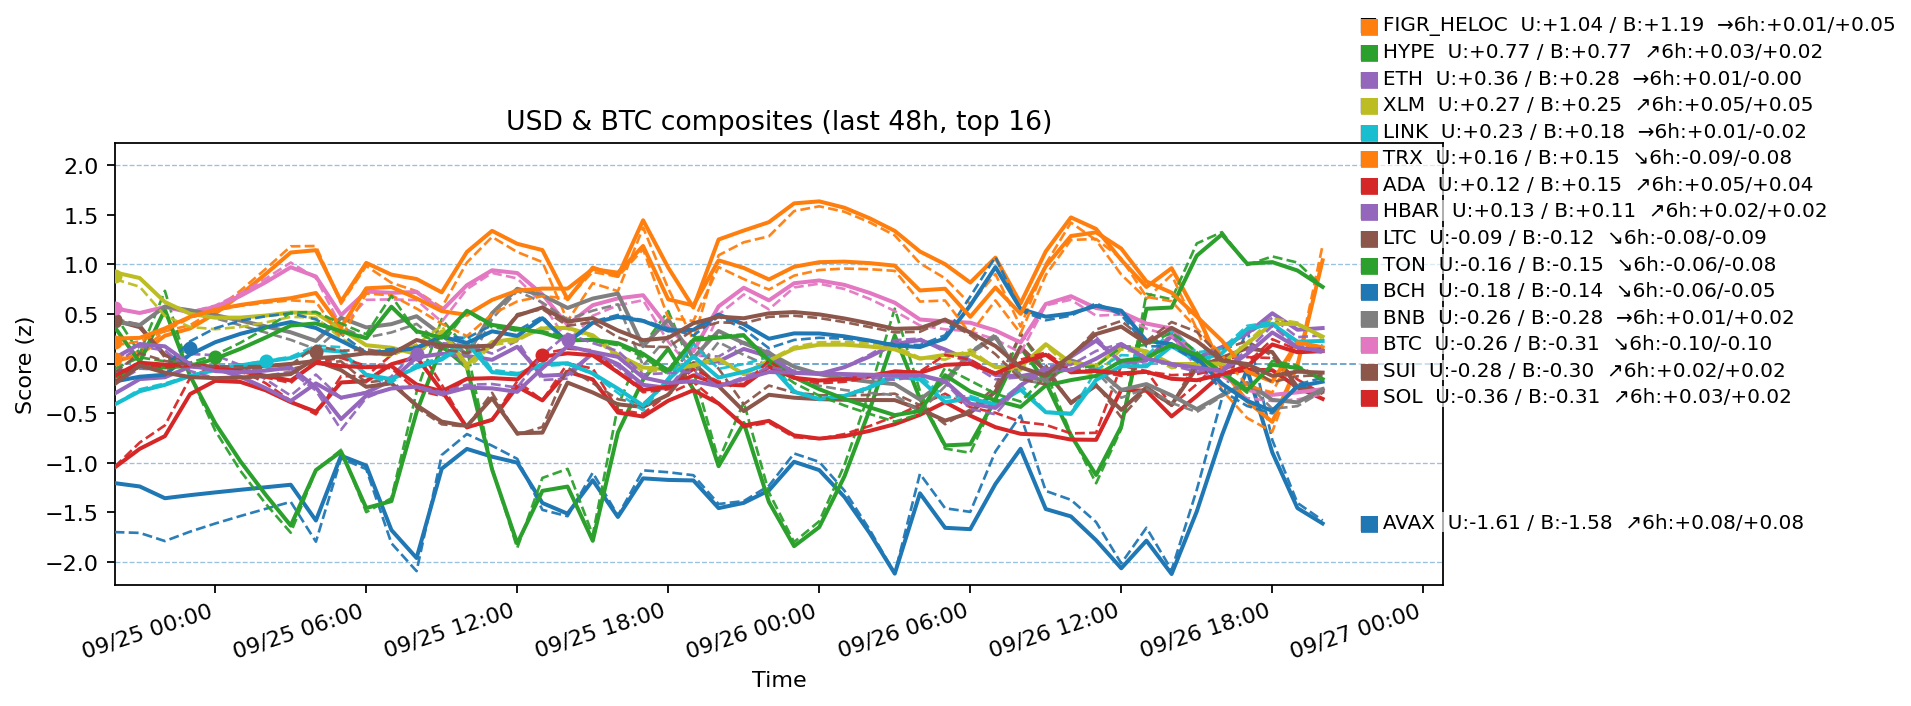 FIGR_HELOC U:+1.04 / B:+1.19 →6h:+0.01/+0.05
HYPE U:+0.77 / B:+0.77 ↗6h:+0.03/+0.02
ETH U:+0.36 / B:+0.28 →6h:+0.01/-0.00
XLM U:+0.27 / B:+0.25 ↗6h:+0.05/+0.05
LINK U:+0.23 / B:+0.18 →6h:+0.01/-0.02
TRX U:+0.16 / B:+0.15 ↘6h:-0.09/-0.08
ADA U:+0.12 / B:+0.15 ↗6h:+0.05/+0.04
HBAR U:+0.13 / B:+0.11 ↗6h:+0.02/+0.02
LTC U:-0.09 / B:-0.12 ↘6h:-0.08/-0.09
TON U:-0.16 / B:-0.15 ↘6h:-0.06/-0.08
BCH U:-0.18 / B:-0.14 ↘6h:-0.06/-0.05
BNB U:-0.26 / B:-0.28 →6h:+0.01/+0.02
BTC U:-0.26 / B:-0.31 ↘6h:-0.10/-0.10
SUI U:-0.28 / B:-0.30 ↗6h:+0.02/+0.02
SOL U:-0.36 / B:-0.31 ↗6h:+0.03/+0.02
AVAX U:-1.61 / B:-1.58 ↗6h:+0.08/+0.08
USD & BTC composites (last 48h, top 16)
Score (z)
2.0
1.5
1.0
0.5
0.0
−0.5
−1.0
−1.5
−2.0
09/25 00:00
09/25 06:00
09/25 12:00
09/25 18:00
09/26 00:00
09/26 06:00
09/26 12:00
09/26 18:00
09/27 00:00
Time